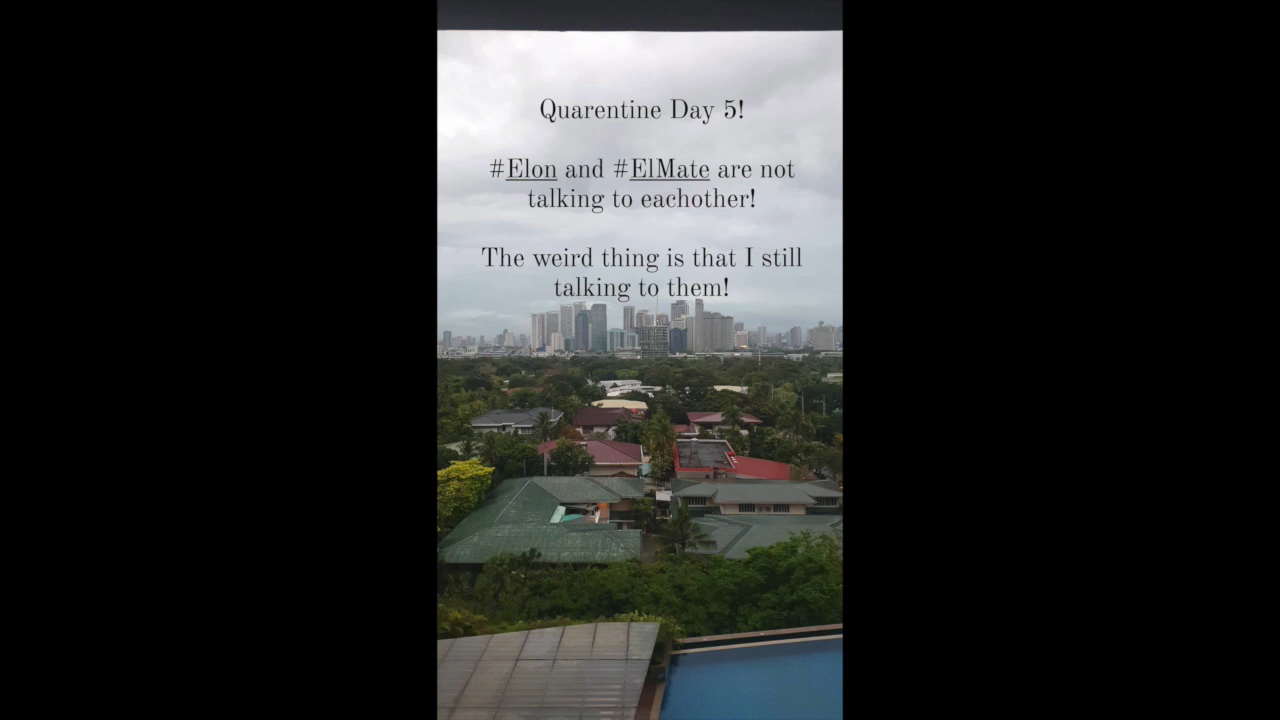 Quarentine Day 5!
#Elon and #ElMate are not
talking to eachother!
The weird thing is that I still
talking to them!